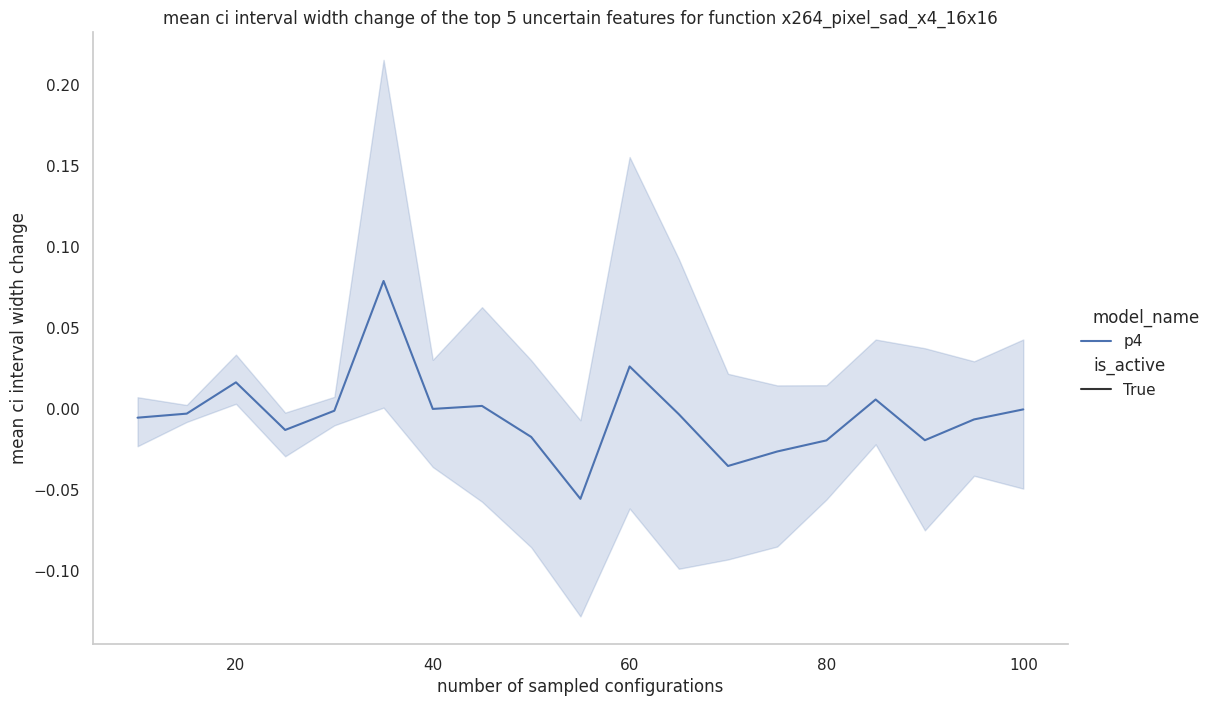 mean ci interval width change of the top 5 uncertain features for function x264_pixel_sad_x4_16x16
mean ci interval width change
0.20
0.15
0.10
0.05
0.00
−0.05
−0.10
20
40
60
80
100
number of sampled configurations
model_name
p4
is_active
True